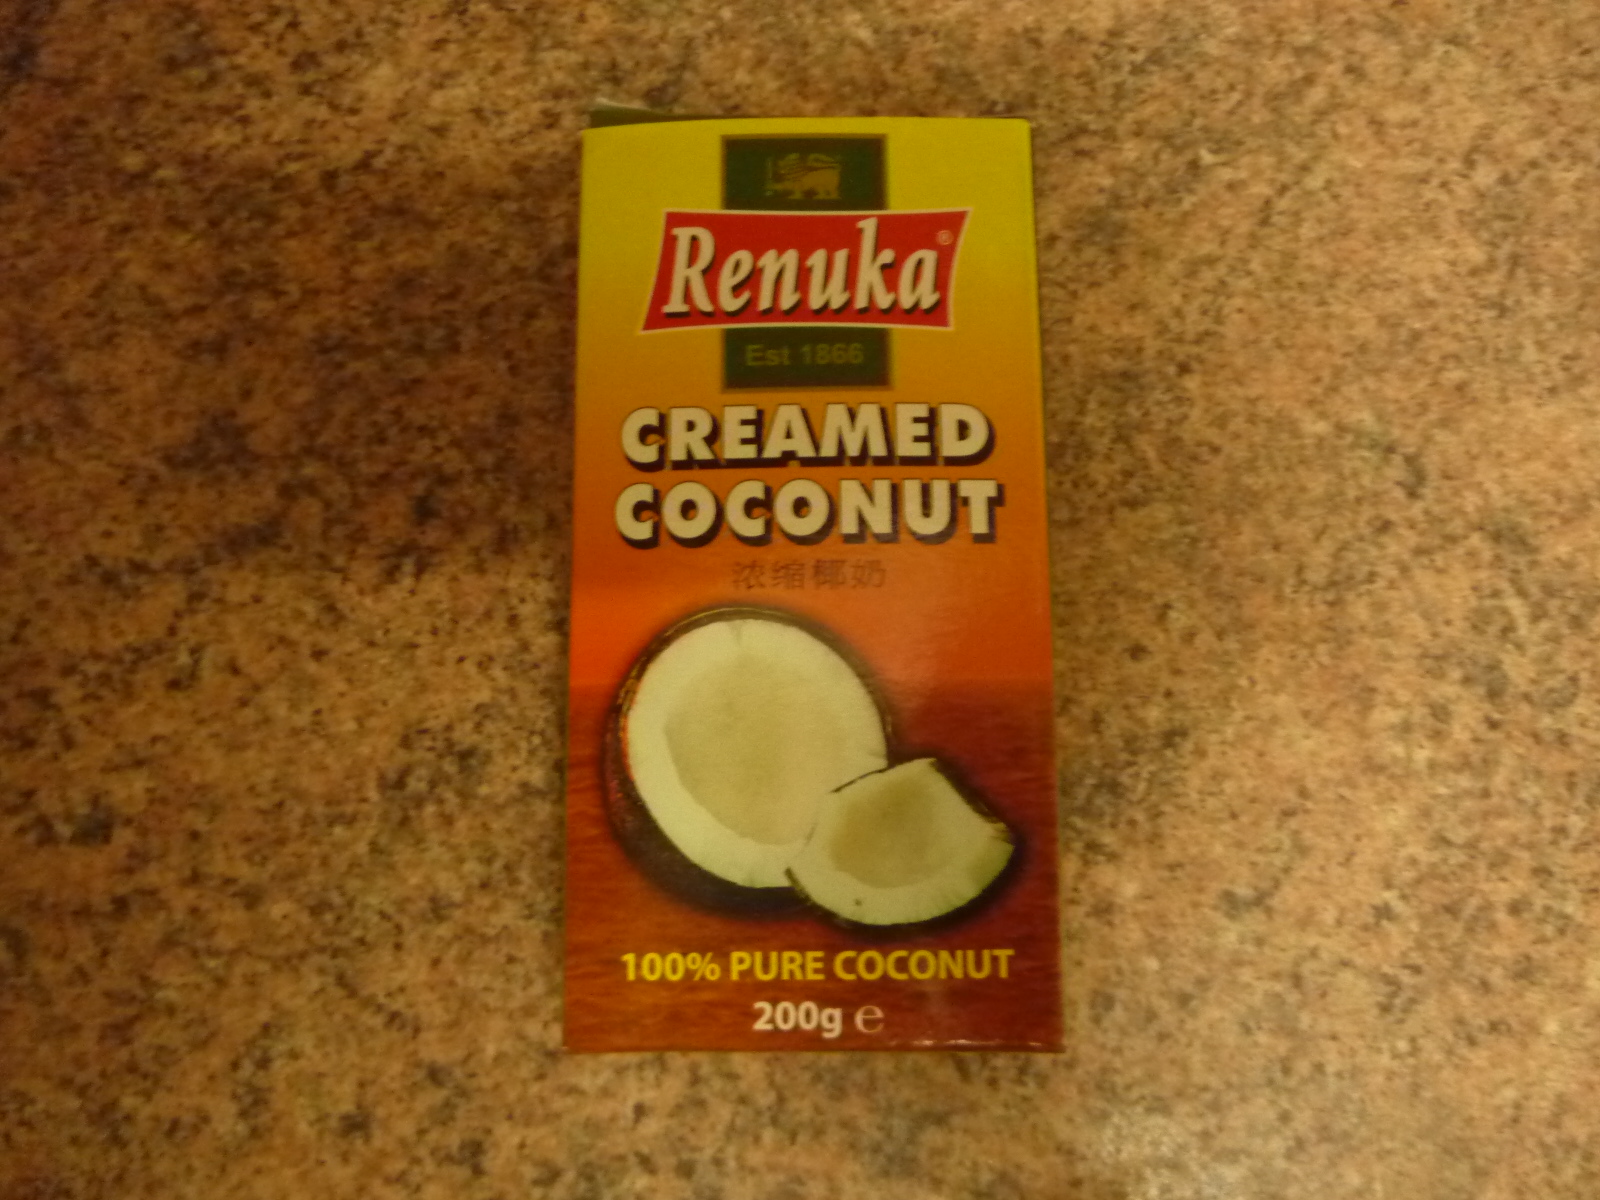 Renuka®
Est 1866
CREAMED
COCONUT
浓缩椰奶
100% PURE COCONUT
200g ℮